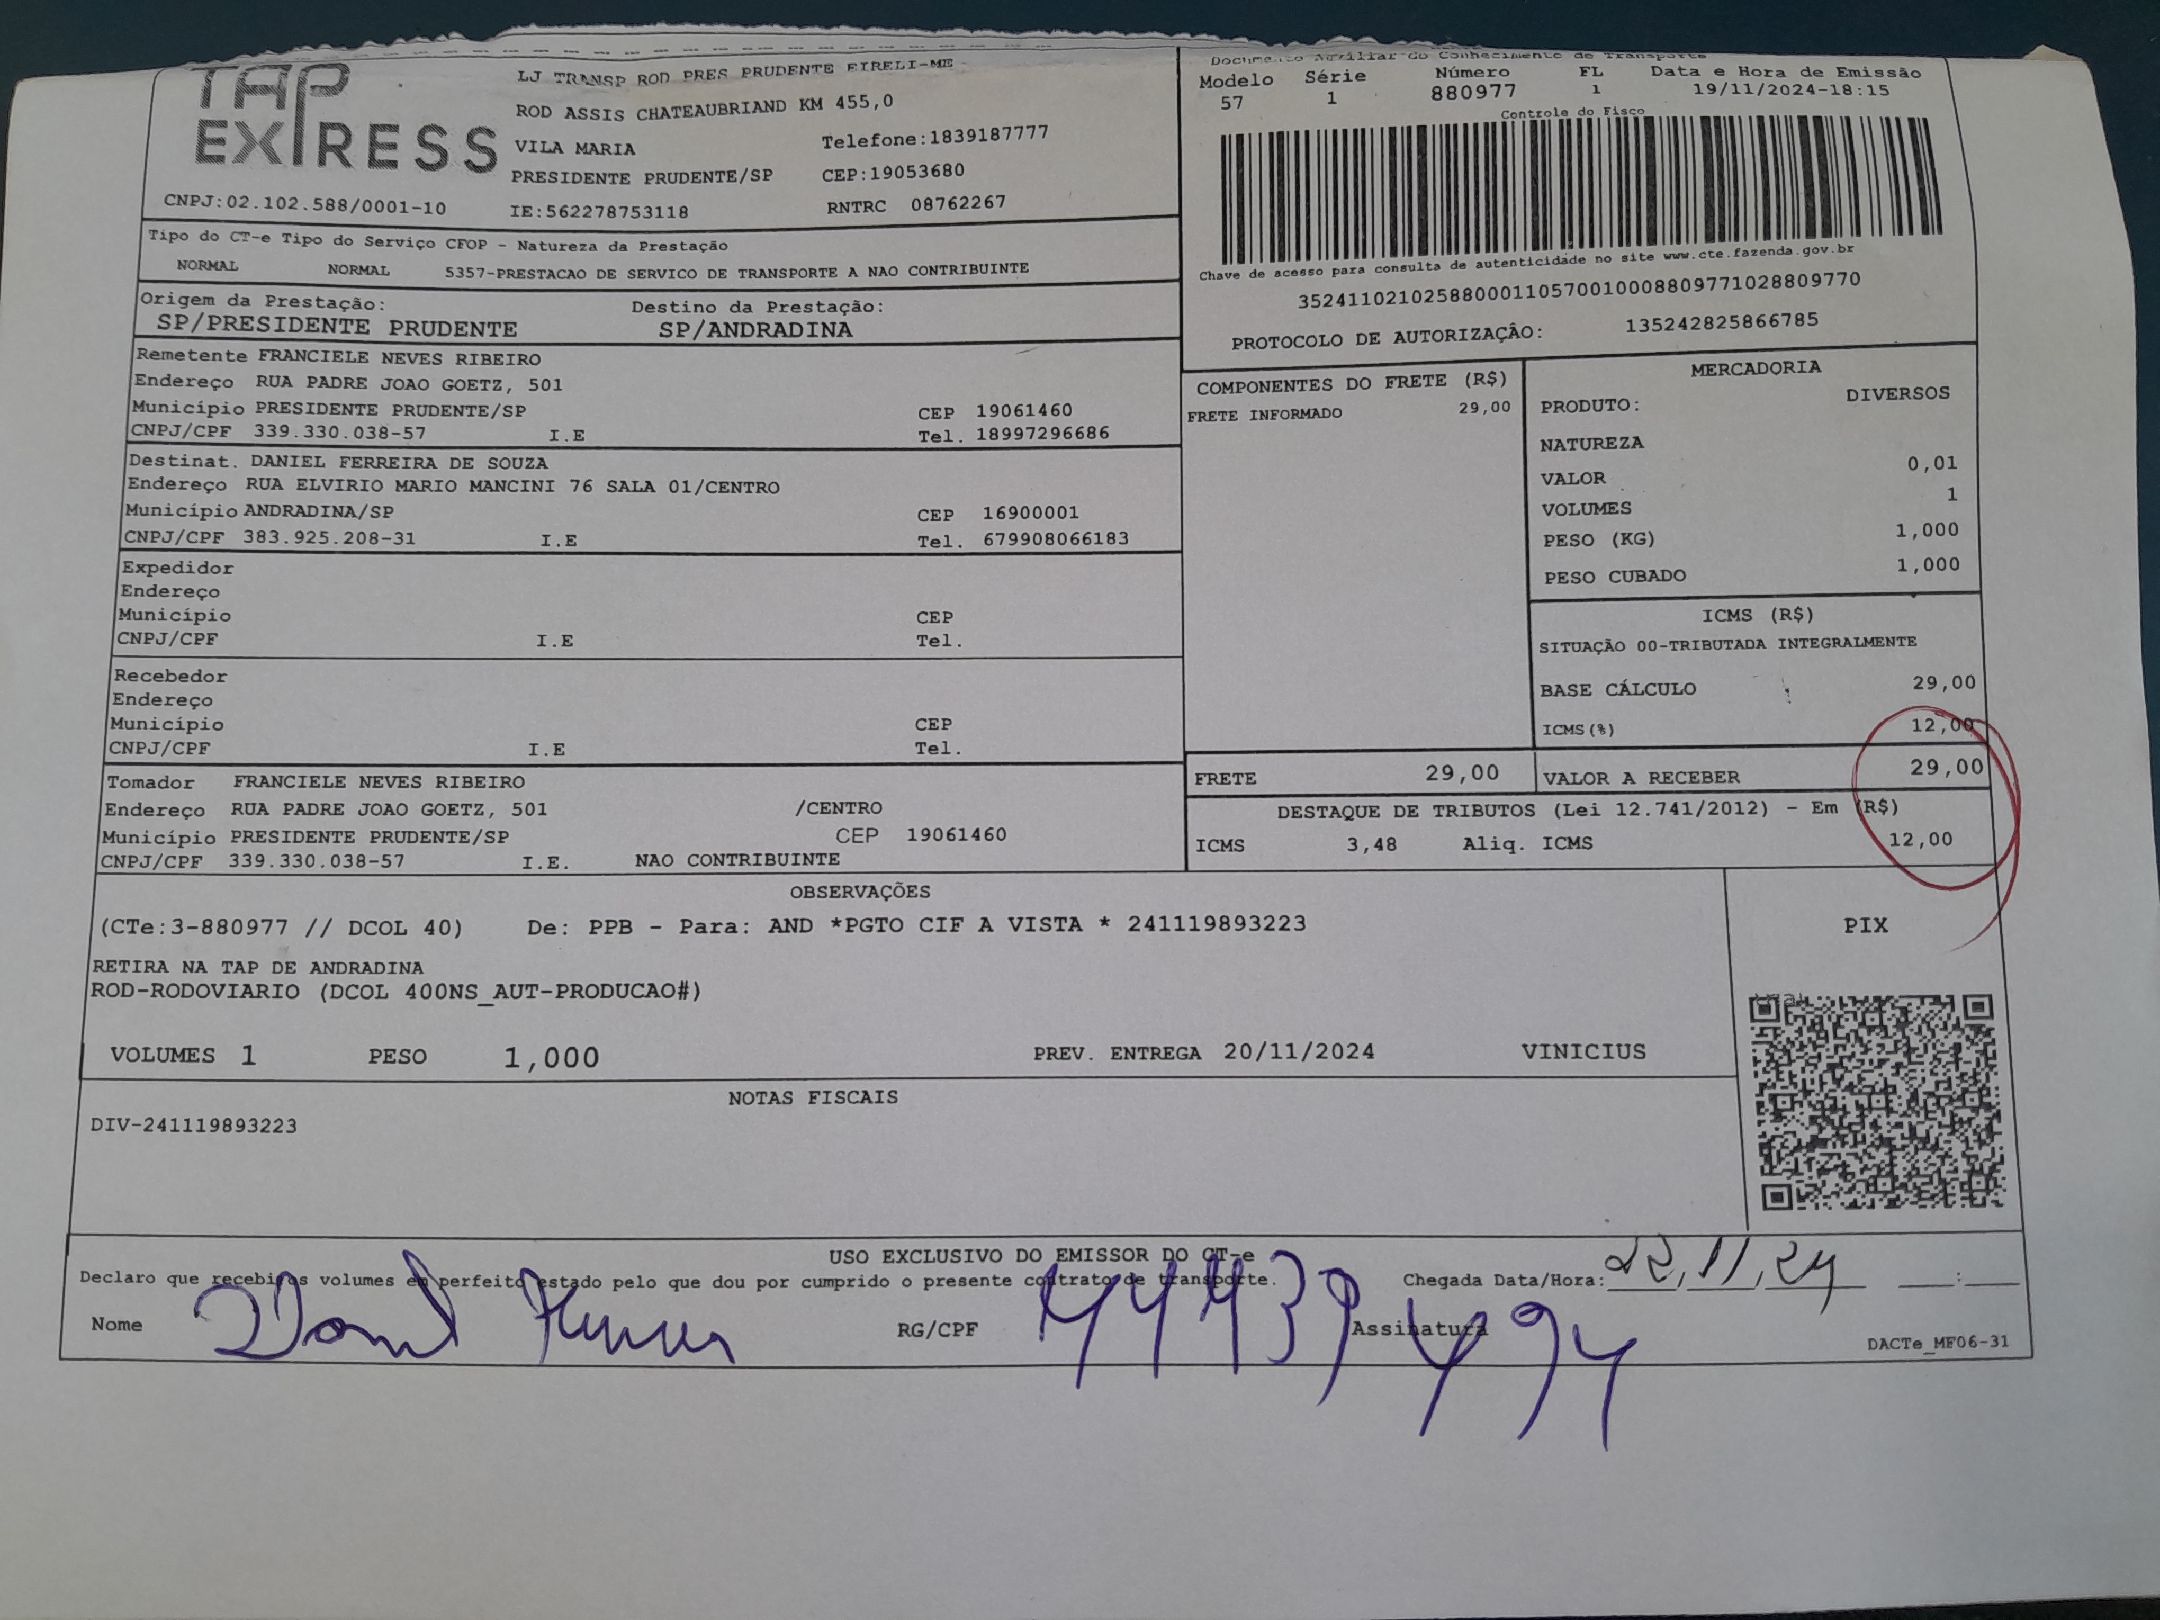 TAP
EXPRESS
LJ TRANSP ROD PRES PRUDENTE EIRELI-ME
ROD ASSIS CHATEAUBRIAND KM 455,0
VILA MARIA Telefone:1839187777
PRESIDENTE PRUDENTE/SP CEP:19053680
CNPJ:02.102.588/0001-10 IE:562278753118 RNTRC 08762267
Documento Auxiliar do Conhecimento de Transporte
Modelo Série Número FL Data e Hora de Emissão
57 1 880977 1 19/11/2024-18:15
Controle do Fisco
Chave de acesso para consulta de autenticidade no site www.cte.fazenda.gov.br
35241102102588000110570010008809771028809770
PROTOCOLO DE AUTORIZAÇÃO: 135242825866785
Tipo do CT-e Tipo do Serviço CFOP - Natureza da Prestação
NORMAL NORMAL 5357-PRESTACAO DE SERVICO DE TRANSPORTE A NAO CONTRIBUINTE
Origem da Prestação: Destino da Prestação:
SP/PRESIDENTE PRUDENTE SP/ANDRADINA
Remetente FRANCIELE NEVES RIBEIRO
Endereço RUA PADRE JOAO GOETZ, 501
Município PRESIDENTE PRUDENTE/SP CEP 19061460
CNPJ/CPF 339.330.038-57 I.E Tel. 18997296686
Destinat. DANIEL FERREIRA DE SOUZA
Endereço RUA ELVIRIO MARIO MANCINI 76 SALA 01/CENTRO
Município ANDRADINA/SP CEP 16900001
CNPJ/CPF 383.925.208-31 I.E Tel. 679908066183
Expedidor
Endereço
Município CEP
CNPJ/CPF I.E Tel.
Recebedor
Endereço
Município CEP
CNPJ/CPF I.E Tel.
Tomador FRANCIELE NEVES RIBEIRO
Endereço RUA PADRE JOAO GOETZ, 501 /CENTRO
Município PRESIDENTE PRUDENTE/SP CEP 19061460
CNPJ/CPF 339.330.038-57 I.E. NAO CONTRIBUINTE
COMPONENTES DO FRETE (R$)
FRETE INFORMADO 29,00
MERCADORIA
PRODUTO: DIVERSOS
NATUREZA
VALOR 0,01
VOLUMES 1
PESO (KG) 1,000
PESO CUBADO 1,000
ICMS (R$)
SITUAÇÃO 00-TRIBUTADA INTEGRALMENTE
BASE CÁLCULO 29,00
ICMS(%) 12,00
FRETE 29,00 VALOR A RECEBER 29,00
DESTAQUE DE TRIBUTOS (Lei 12.741/2012) - Em (R$)
ICMS 3,48 Aliq. ICMS 12,00
OBSERVAÇÕES
(CTe:3-880977 // DCOL 40) De: PPB - Para: AND *PGTO CIF A VISTA * 241119893223
RETIRA NA TAP DE ANDRADINA
ROD-RODOVIARIO (DCOL 400NS_AUT-PRODUCAO#)
VOLUMES 1 PESO 1,000 PREV. ENTREGA 20/11/2024 VINICIUS
PIX
NOTAS FISCAIS
DIV-241119893223
USO EXCLUSIVO DO EMISSOR DO CT-e
Declaro que recebi os volumes em perfeito estado pelo que dou por cumprido o presente contrato de transporte. Chegada Data/Hora: 22,11,24 :
Nome Daniel RG/CPF 44439494 Assinatura
DACTe_MF06-31